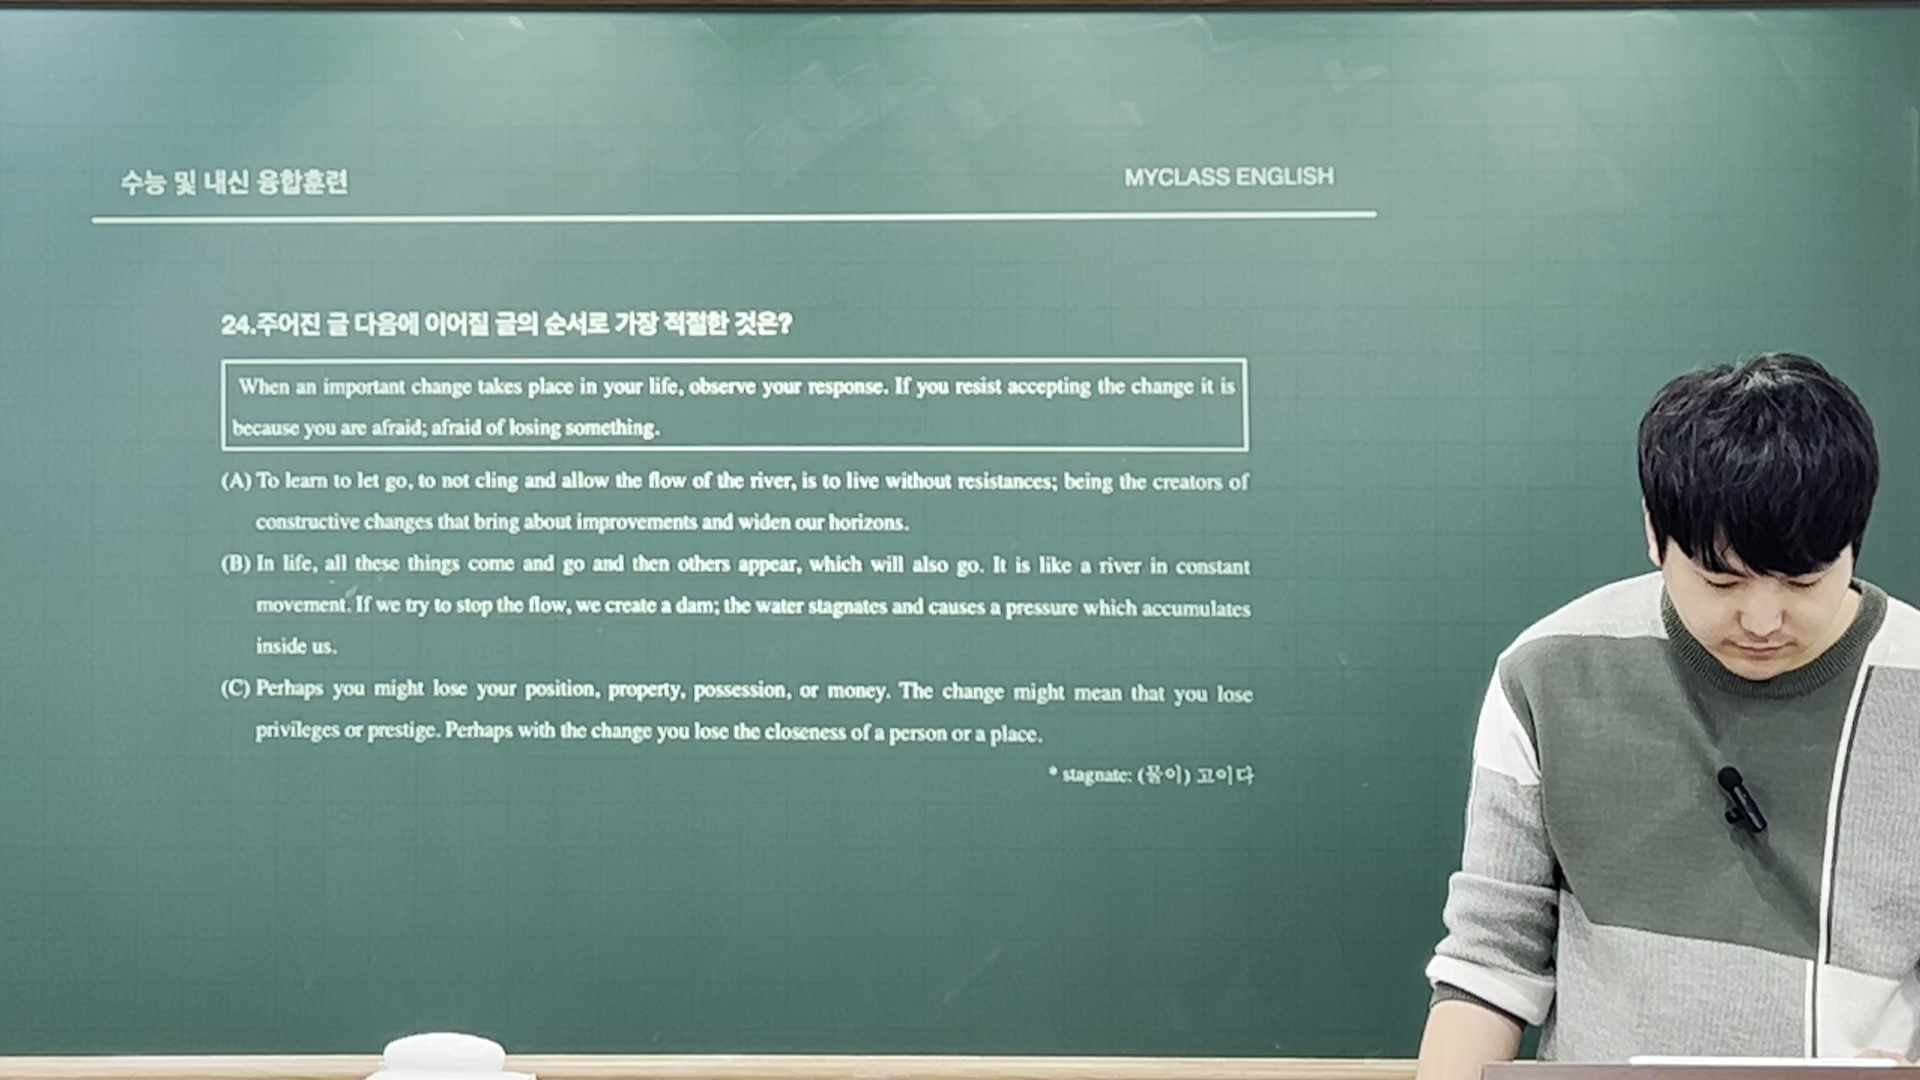 수능 및 내신 융합훈련
MYCLASS ENGLISH
24.주어진 글 다음에 이어질 글의 순서로 가장 적절한 것은?
When an important change takes place in your life, observe your response. If you resist accepting the change it is
because you are afraid; afraid of losing something.
(A) To learn to let go, to not cling and allow the flow of the river, is to live without resistances; being the creators of
constructive changes that bring about improvements and widen our horizons.
(B) In life, all these things come and go and then others appear, which will also go. It is like a river in constant
movement. If we try to stop the flow, we create a dam; the water stagnates and causes a pressure which accumulates
inside us.
(C) Perhaps you might lose your position, property, possession, or money. The change might mean that you lose
privileges or prestige. Perhaps with the change you lose the closeness of a person or a place.
* stagnate: (물이) 고이다